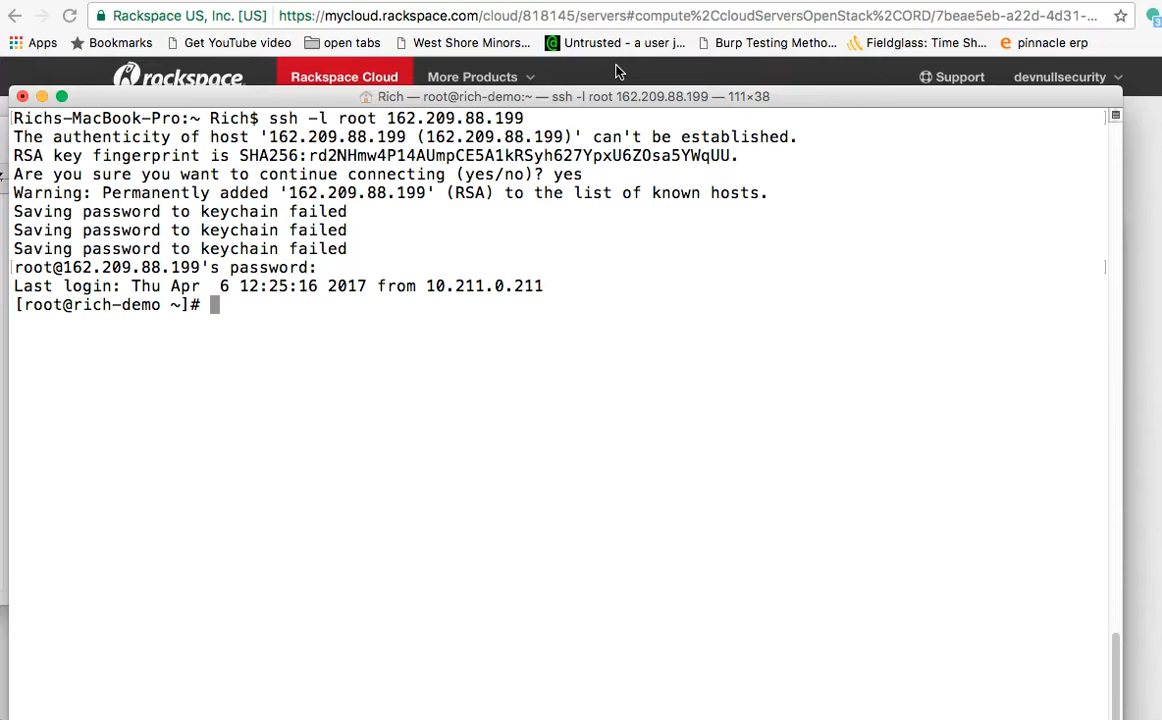 Rackspace US, Inc. [US] https://mycloud.rackspace.com/cloud/818145/servers#compute%2CcloudServersOpenStack%2CORD/7beae5eb-a22d-4d31-...
3
Apps Bookmarks Get YouTube video open tabs West Shore Minors... Untrusted - a user j... Burp Testing Metho... Fieldglass: Time Sh... pinnacle erp
rackspace Rackspace Cloud More Products Support devnullsecurity
Rich — root@rich-demo:~ — ssh -l root 162.209.88.199 — 111×38
Richs-MacBook-Pro:~ Rich$ ssh -l root 162.209.88.199
The authenticity of host '162.209.88.199 (162.209.88.199)' can't be established.
RSA key fingerprint is SHA256:rd2NHmw4P14AUmpCE5A1kRSyh627YpxU6ZOsa5YWqUU.
Are you sure you want to continue connecting (yes/no)? yes
Warning: Permanently added '162.209.88.199' (RSA) to the list of known hosts.
Saving password to keychain failed
Saving password to keychain failed
Saving password to keychain failed
root@162.209.88.199's password:
Last login: Thu Apr  6 12:25:16 2017 from 10.211.0.211
[root@rich-demo ~]#